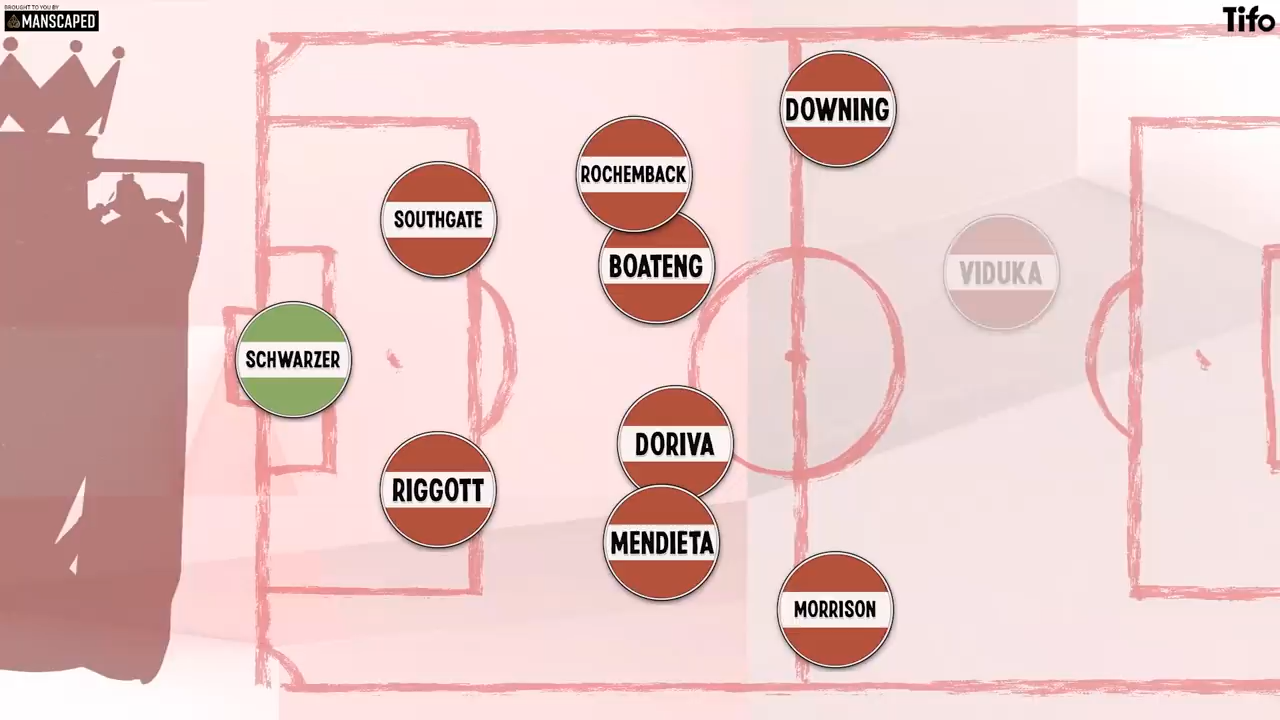 BROUGHT TO YOU BY
MANSCAPED
Tifo
DOWNING
ROCHEMBACK
SOUTHGATE
BOATENG
VIDUKA
SCHWARZER
DORIVA
RIGGOTT
MENDIETA
MORRISON